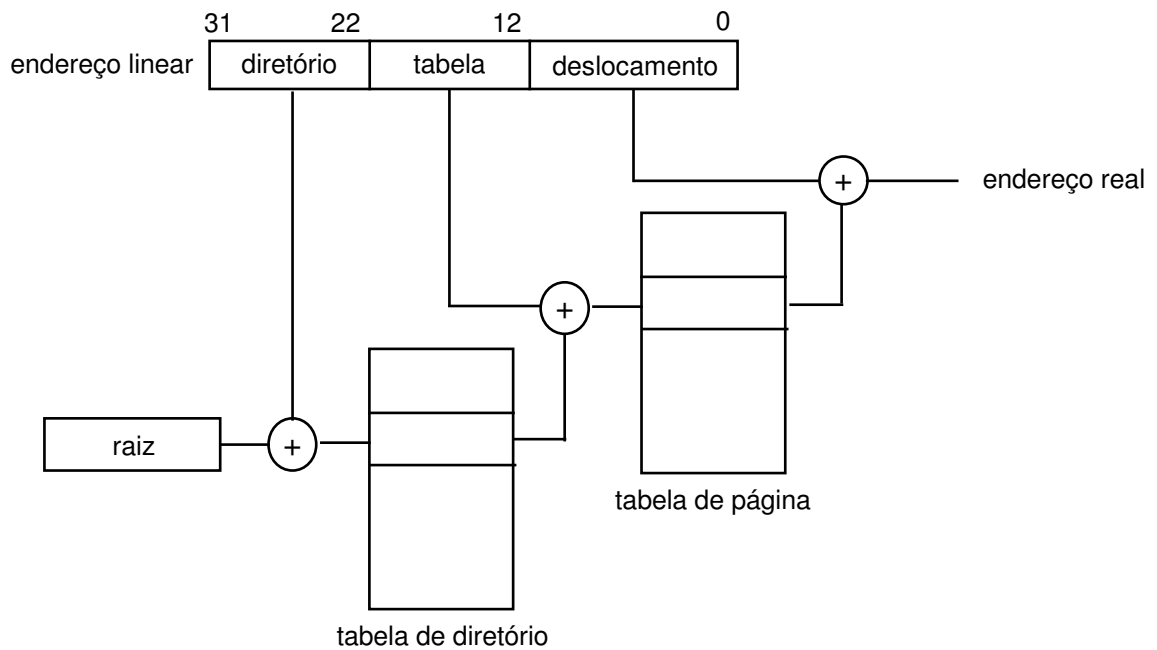 31 22 12 0
endereço linear diretório tabela deslocamento
+ endereço real
+
raiz +
tabela de página
tabela de diretório